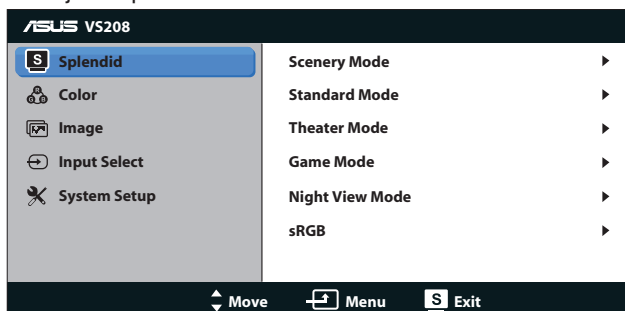 ASUS VS208
S Splendid
Color
Image
Input Select
System Setup
Scenery Mode
Standard Mode
Theater Mode
Game Mode
Night View Mode
sRGB
Move Menu S Exit